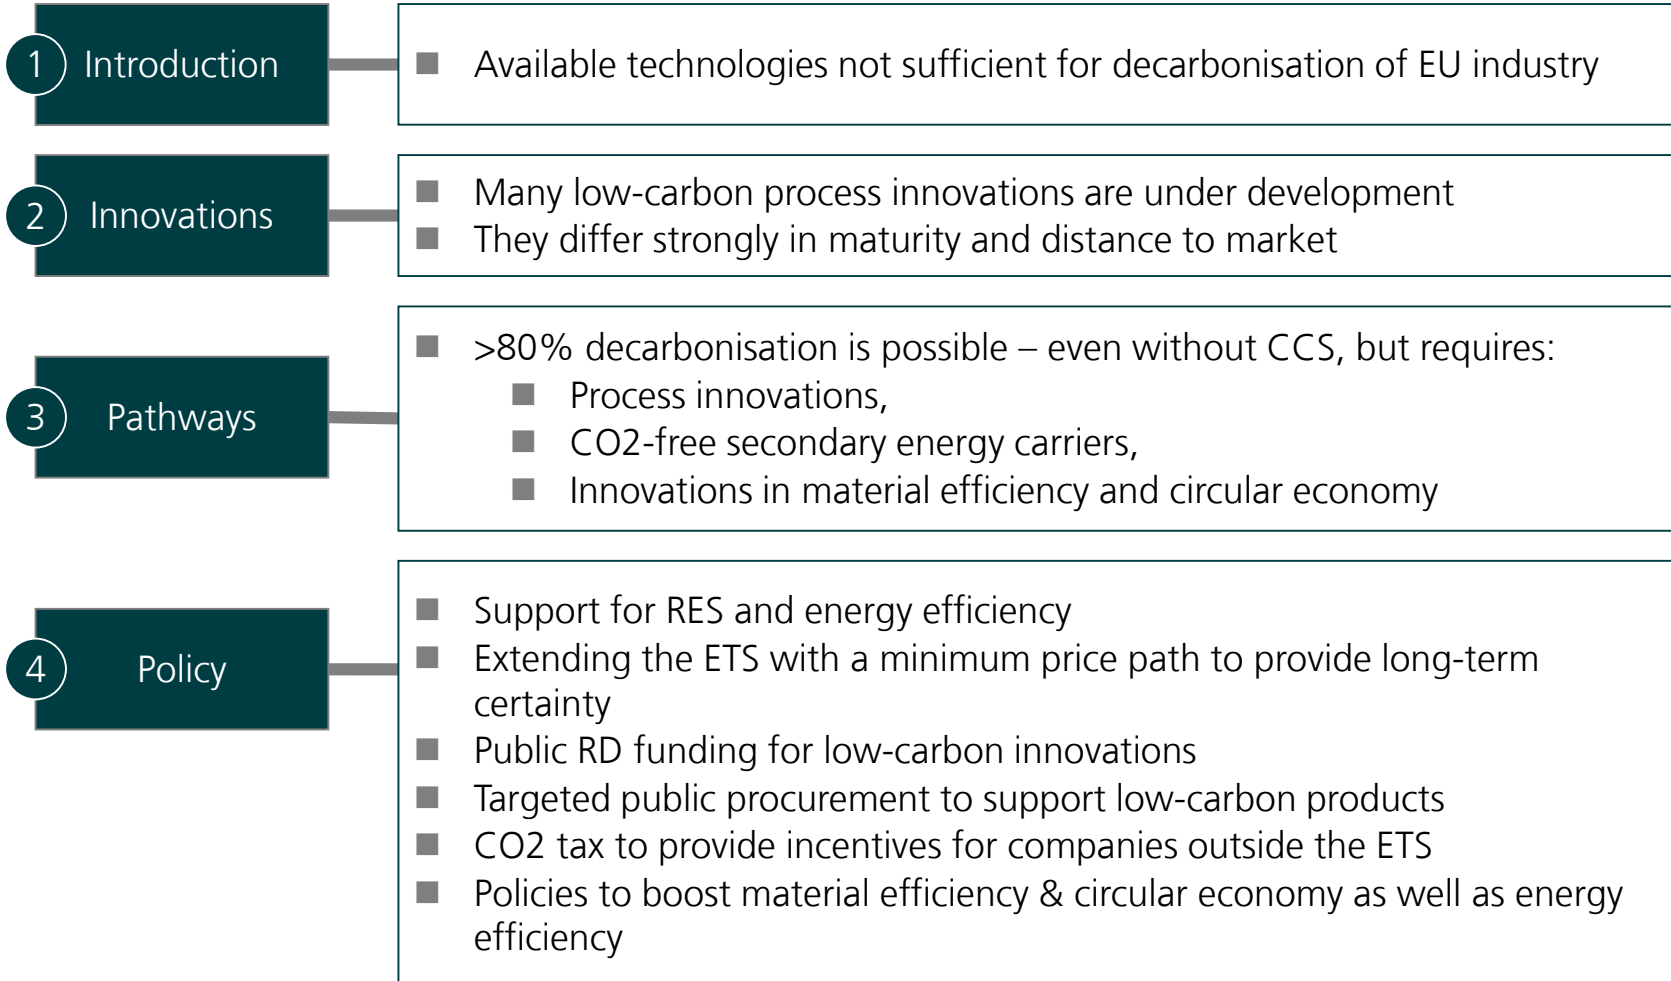 1 Introduction
Available technologies not sufficient for decarbonisation of EU industry
2 Innovations
Many low-carbon process innovations are under development
They differ strongly in maturity and distance to market
3 Pathways
>80% decarbonisation is possible – even without CCS, but requires:
Process innovations,
CO2-free secondary energy carriers,
Innovations in material efficiency and circular economy
4 Policy
Support for RES and energy efficiency
Extending the ETS with a minimum price path to provide long-term
certainty
Public RD funding for low-carbon innovations
Targeted public procurement to support low-carbon products
CO2 tax to provide incentives for companies outside the ETS
Policies to boost material efficiency & circular economy as well as energy
efficiency